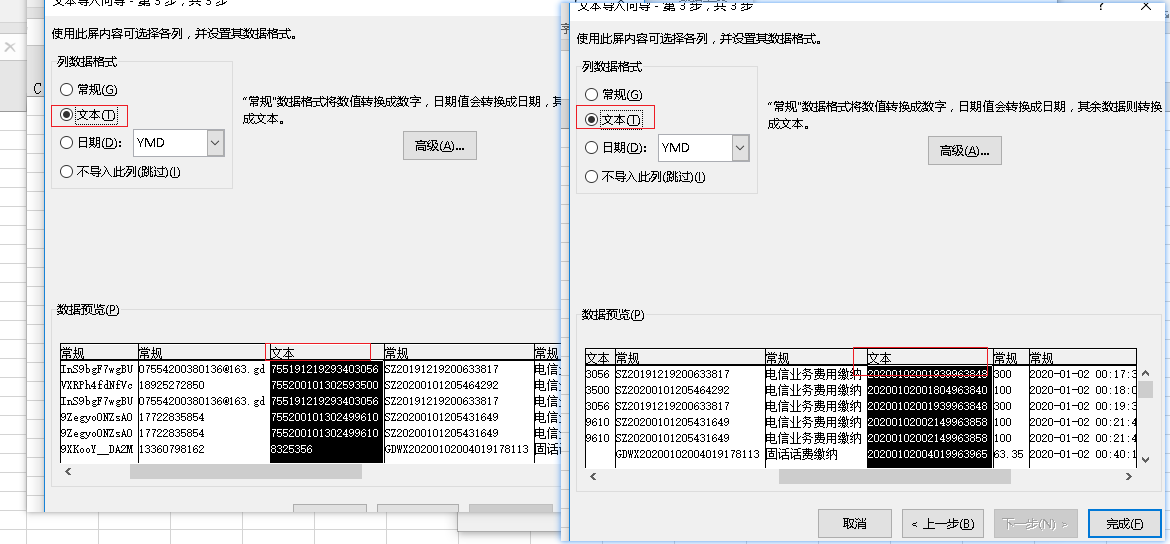 文本导入向导 - 第 3 步，共 3 步
使用此屏内容可选择各列，并设置其数据格式。
列数据格式
常规(G)
文本(T)
日期(D): YMD
不导入此列(跳过)(I)
“常规”数据格式将数值转换成数字，日期值会转换成日期，其
成文本。
高级(A)...
数据预览(P)
常规 常规 文本 常规 常规
InS9bgF7wgBU 075542003801360@163.gd 755191219293403056 SZ20191219200633817 电信
VXRPh4fdNfVc 18925272850 755200101302593500 SZ20200101205464292 电信
InS9bgF7wgBU 075542003801360@163.gd 755191219293403056 SZ20191219200633817 电信
9ZegyoONZsAO 17722835854 755200101302499610 SZ20200101205431649 电信
9ZegyoONZsAO 17722835854 755200101302499610 SZ20200101205431649 电信
9XKooY__DA2M 13360798162 8325356 GDWX20200102004019178113 固话
C
文本导入向导 - 第 3 步，共 3 步
使用此屏内容可选择各列，并设置其数据格式。
列数据格式
常规(G)
文本(T)
日期(D): YMD
不导入此列(跳过)(I)
“常规”数据格式将数值转换成数字，日期值会转换成日期，其余数据则转换
成文本。
高级(A)...
数据预览(P)
文本 常规 常规 文本 常规 常规
3056 SZ20191219200633817 电信业务费用缴纳 20200102001939963848 300 2020-01-02 00:17:3
3500 SZ20200101205464292 电信业务费用缴纳 20200102001804963840 100 2020-01-02 00:18:0
3056 SZ20191219200633817 电信业务费用缴纳 20200102001939963848 300 2020-01-02 00:19:3
9610 SZ20200101205431649 电信业务费用缴纳 20200102002149963858 100 2020-01-02 00:21:4
9610 SZ20200101205431649 电信业务费用缴纳 20200102002149963858 100 2020-01-02 00:21:4
GDWX20200102004019178113 固话话费缴纳 20200102004019963965 63.35 2020-01-02 00:40:1
取消
< 上一步(B)
下一步(N) >
完成(F)